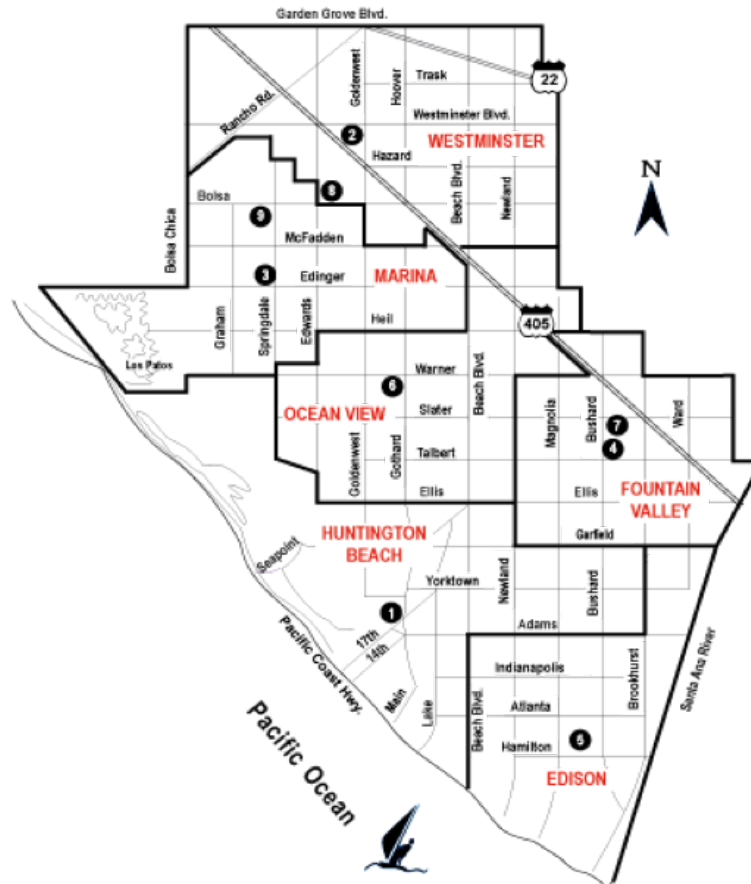 Garden Grove Blvd.
22
Goldenwest
Hoover
Trask
Rancho Rd.
Westminster Blvd.
2
WESTMINSTER
Hazard
N
Beach Blvd.
Newland
8
Bolsa
9
Bolsa Chica
McFadden
3
Edinger
MARINA
405
Graham
Springdale
Edwards
Heil
Los Patos
Warner
Beach Blvd.
6
OCEAN VIEW
Slater
Magnolia
Bushard
7
Ward
4
Goldenwest
Gothard
Talbert
Ellis
Ellis
FOUNTAIN
VALLEY
HUNTINGTON
BEACH
Garfield
Seapoint
Yorktown
Newland
Bushard
1
Adams
17th
14th
Pacific Coast Hwy.
Indianapolis
Brookhurst
Santa Ana River
Main
Lake
Beach Blvd.
Atlanta
Hamilton
5
EDISON
Pacific Ocean